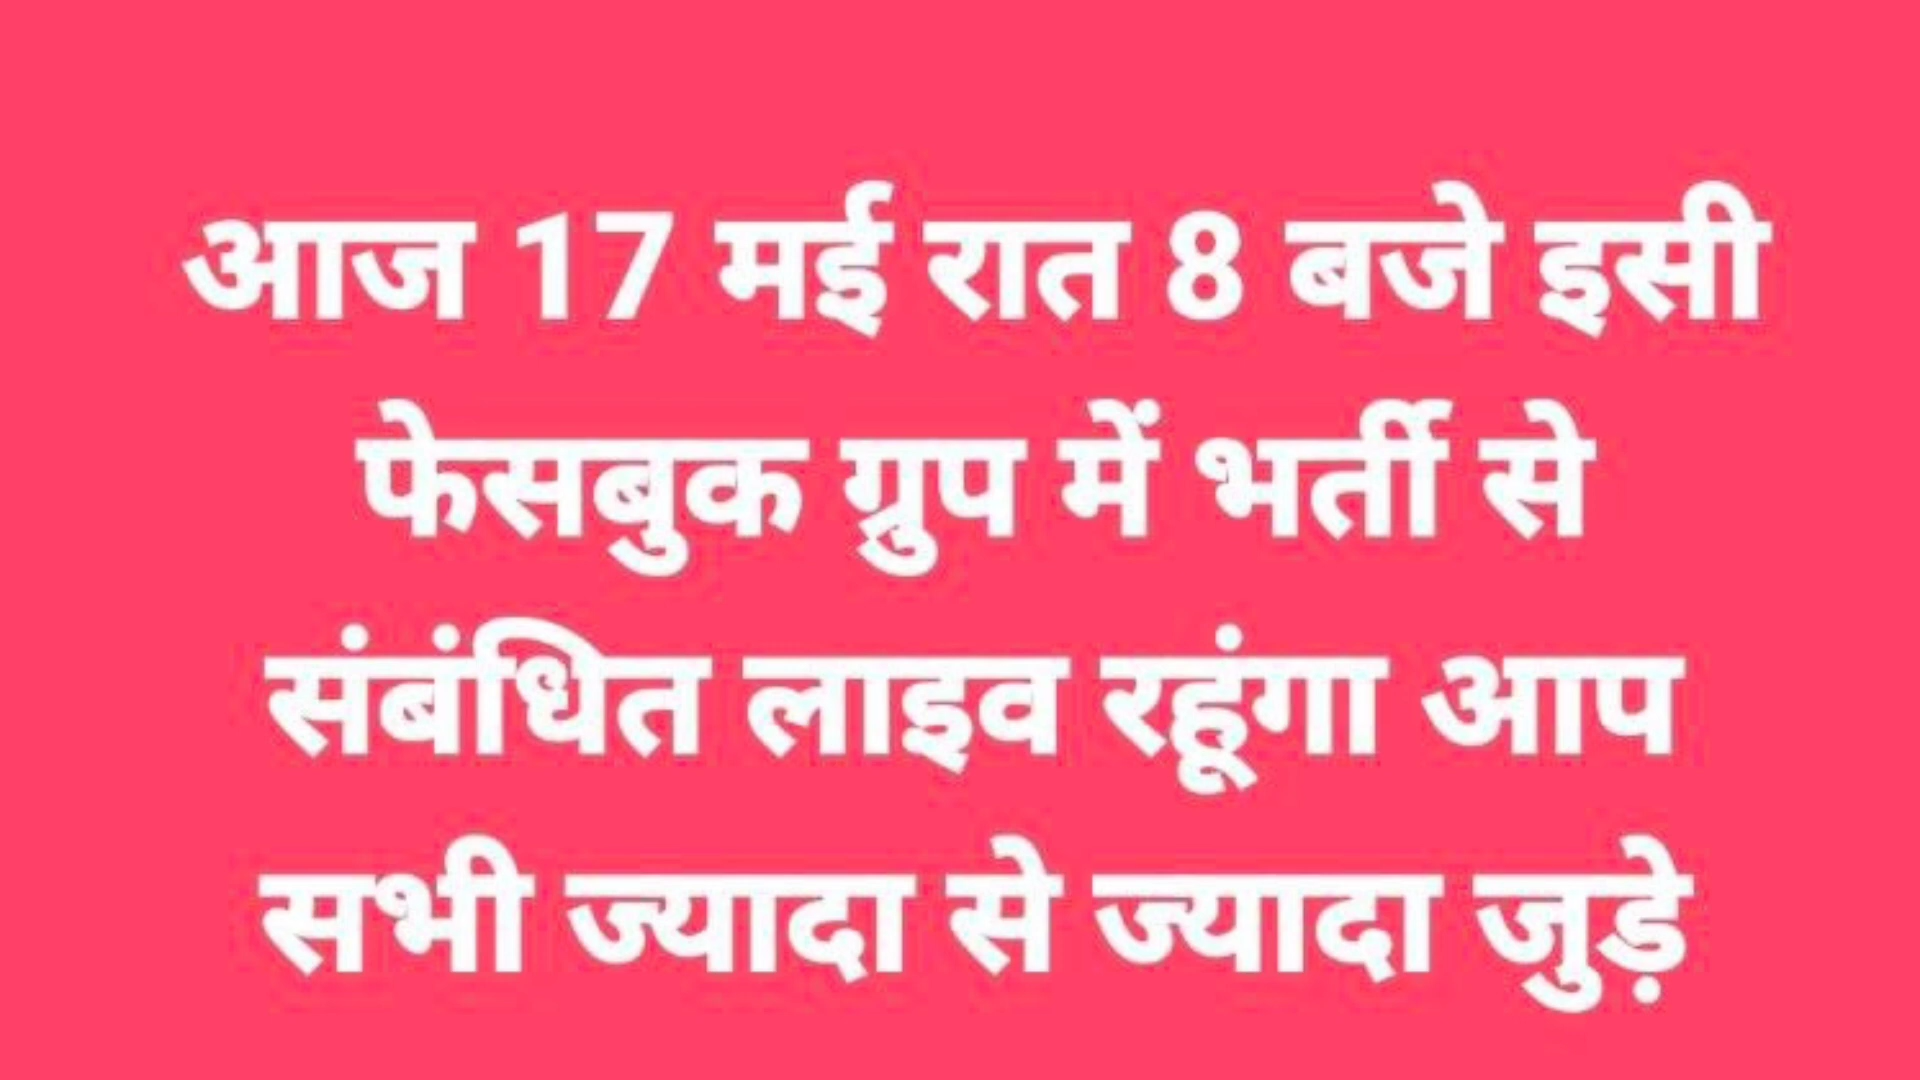 आज 17 मई रात 8 बजे इसी
फेसबुक ग्रुप में भर्ती से
संबंधित लाइव रहूंगा आप
सभी ज्यादा से ज्यादा जुड़े